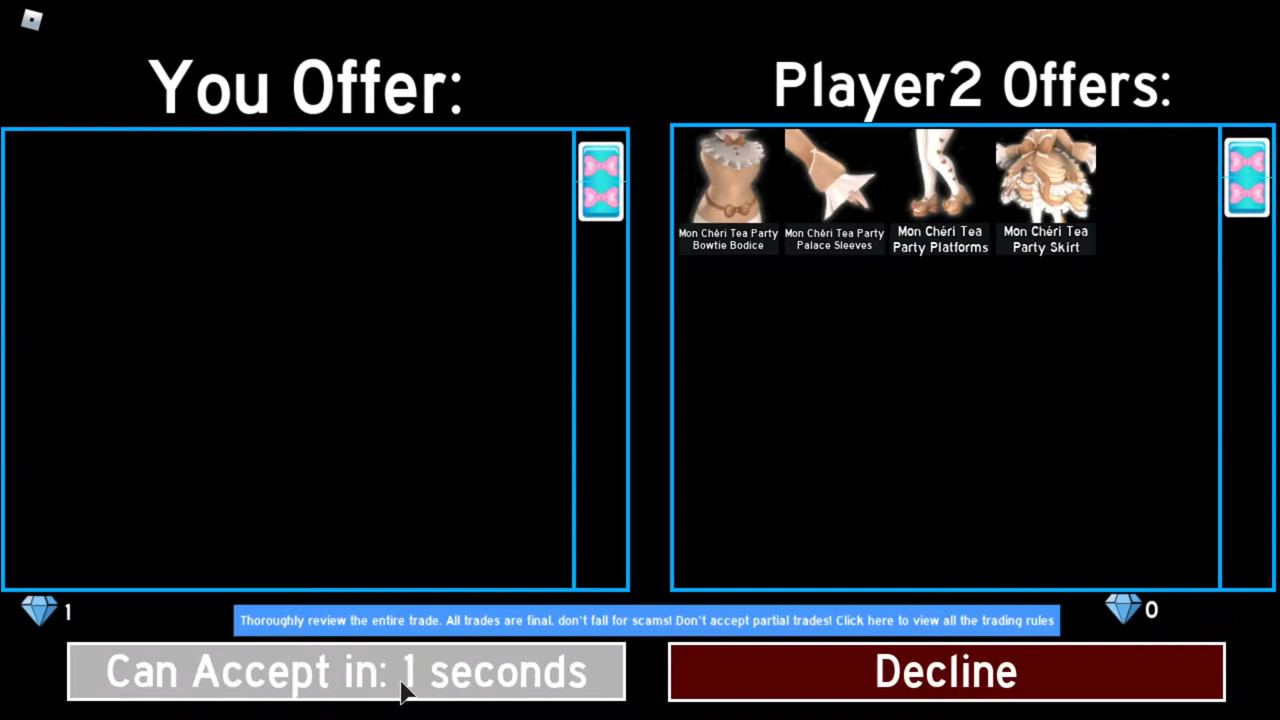 You Offer:
Player2 Offers:
Mon Chéri Tea Party
Bowtie Bodice
Mon Chéri Tea Party
Palace Sleeves
Mon Chéri Tea
Party Platforms
Mon Chéri Tea
Party Skirt
1
0
Thoroughly review the entire trade. All trades are final, don't fall for scams! Don't accept partial trades! Click here to view all the trading rules
Can Accept in: 1 seconds
Decline